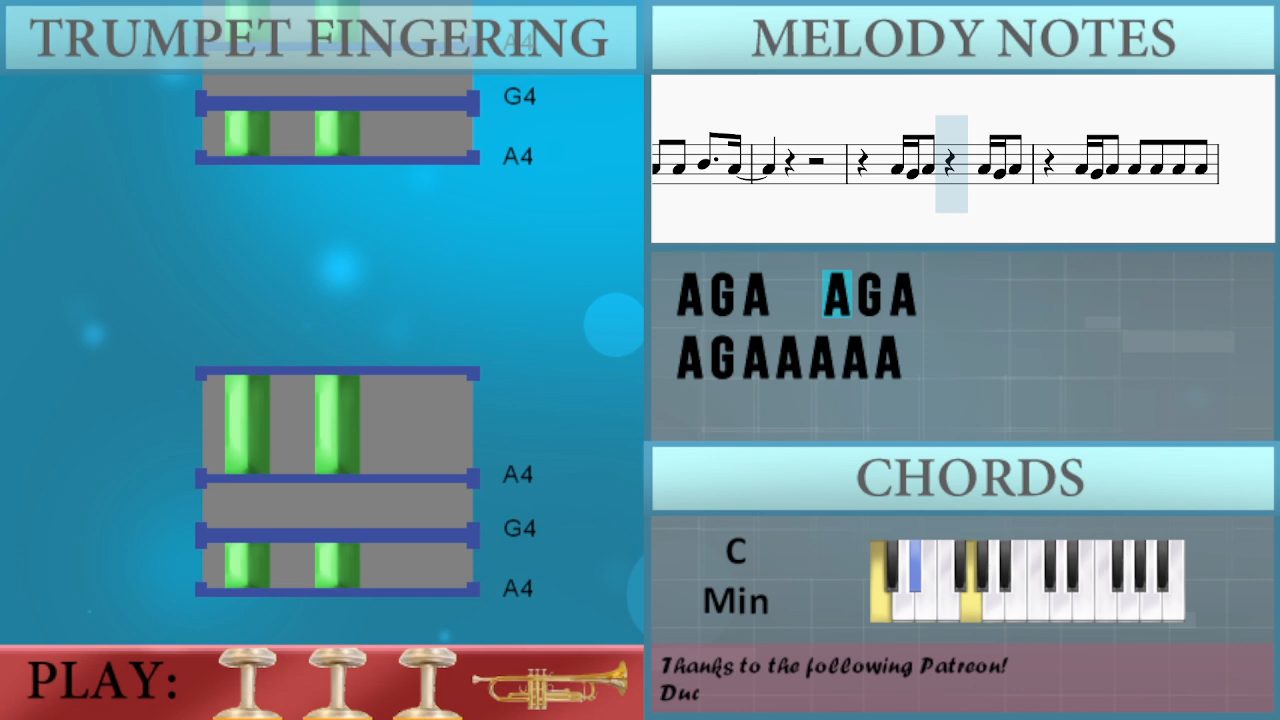 TRUMPET FINGERING
A4
G4
A4
A4
G4
A4
PLAY:
MELODY NOTES
AGA AGA
AGAAAAA
CHORDS
C
Min
Thanks to the following Patreon!
Duc